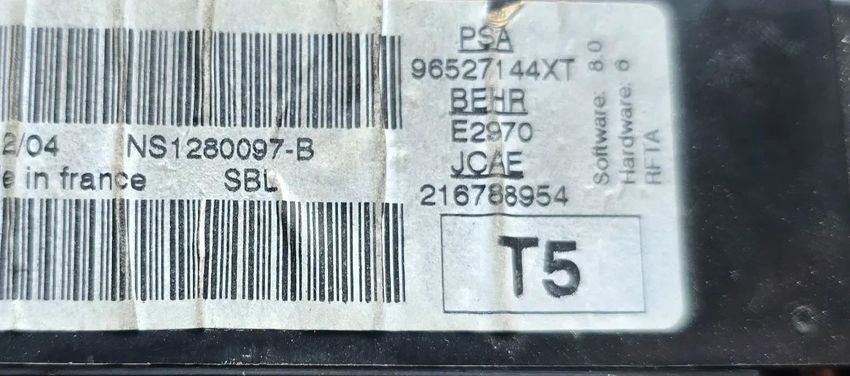 2/04 NS1280097-B
e in france SBL
PSA
96527144XT
BEHR
E2970
JCAE
216788954
T5
Software: 8.0
Hardware: 6
RFTA